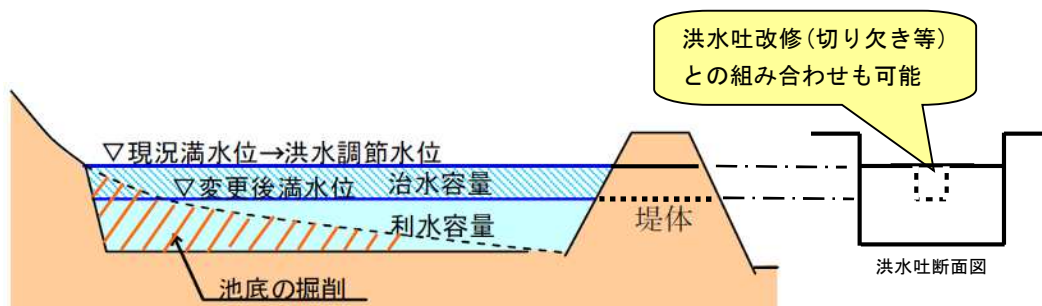 洪水吐改修(切り欠き等)
との組み合わせも可能
▽現況満水位→洪水調節水位
▽変更後満水位
治水容量
利水容量
堤体
池底の掘削
洪水吐断面図